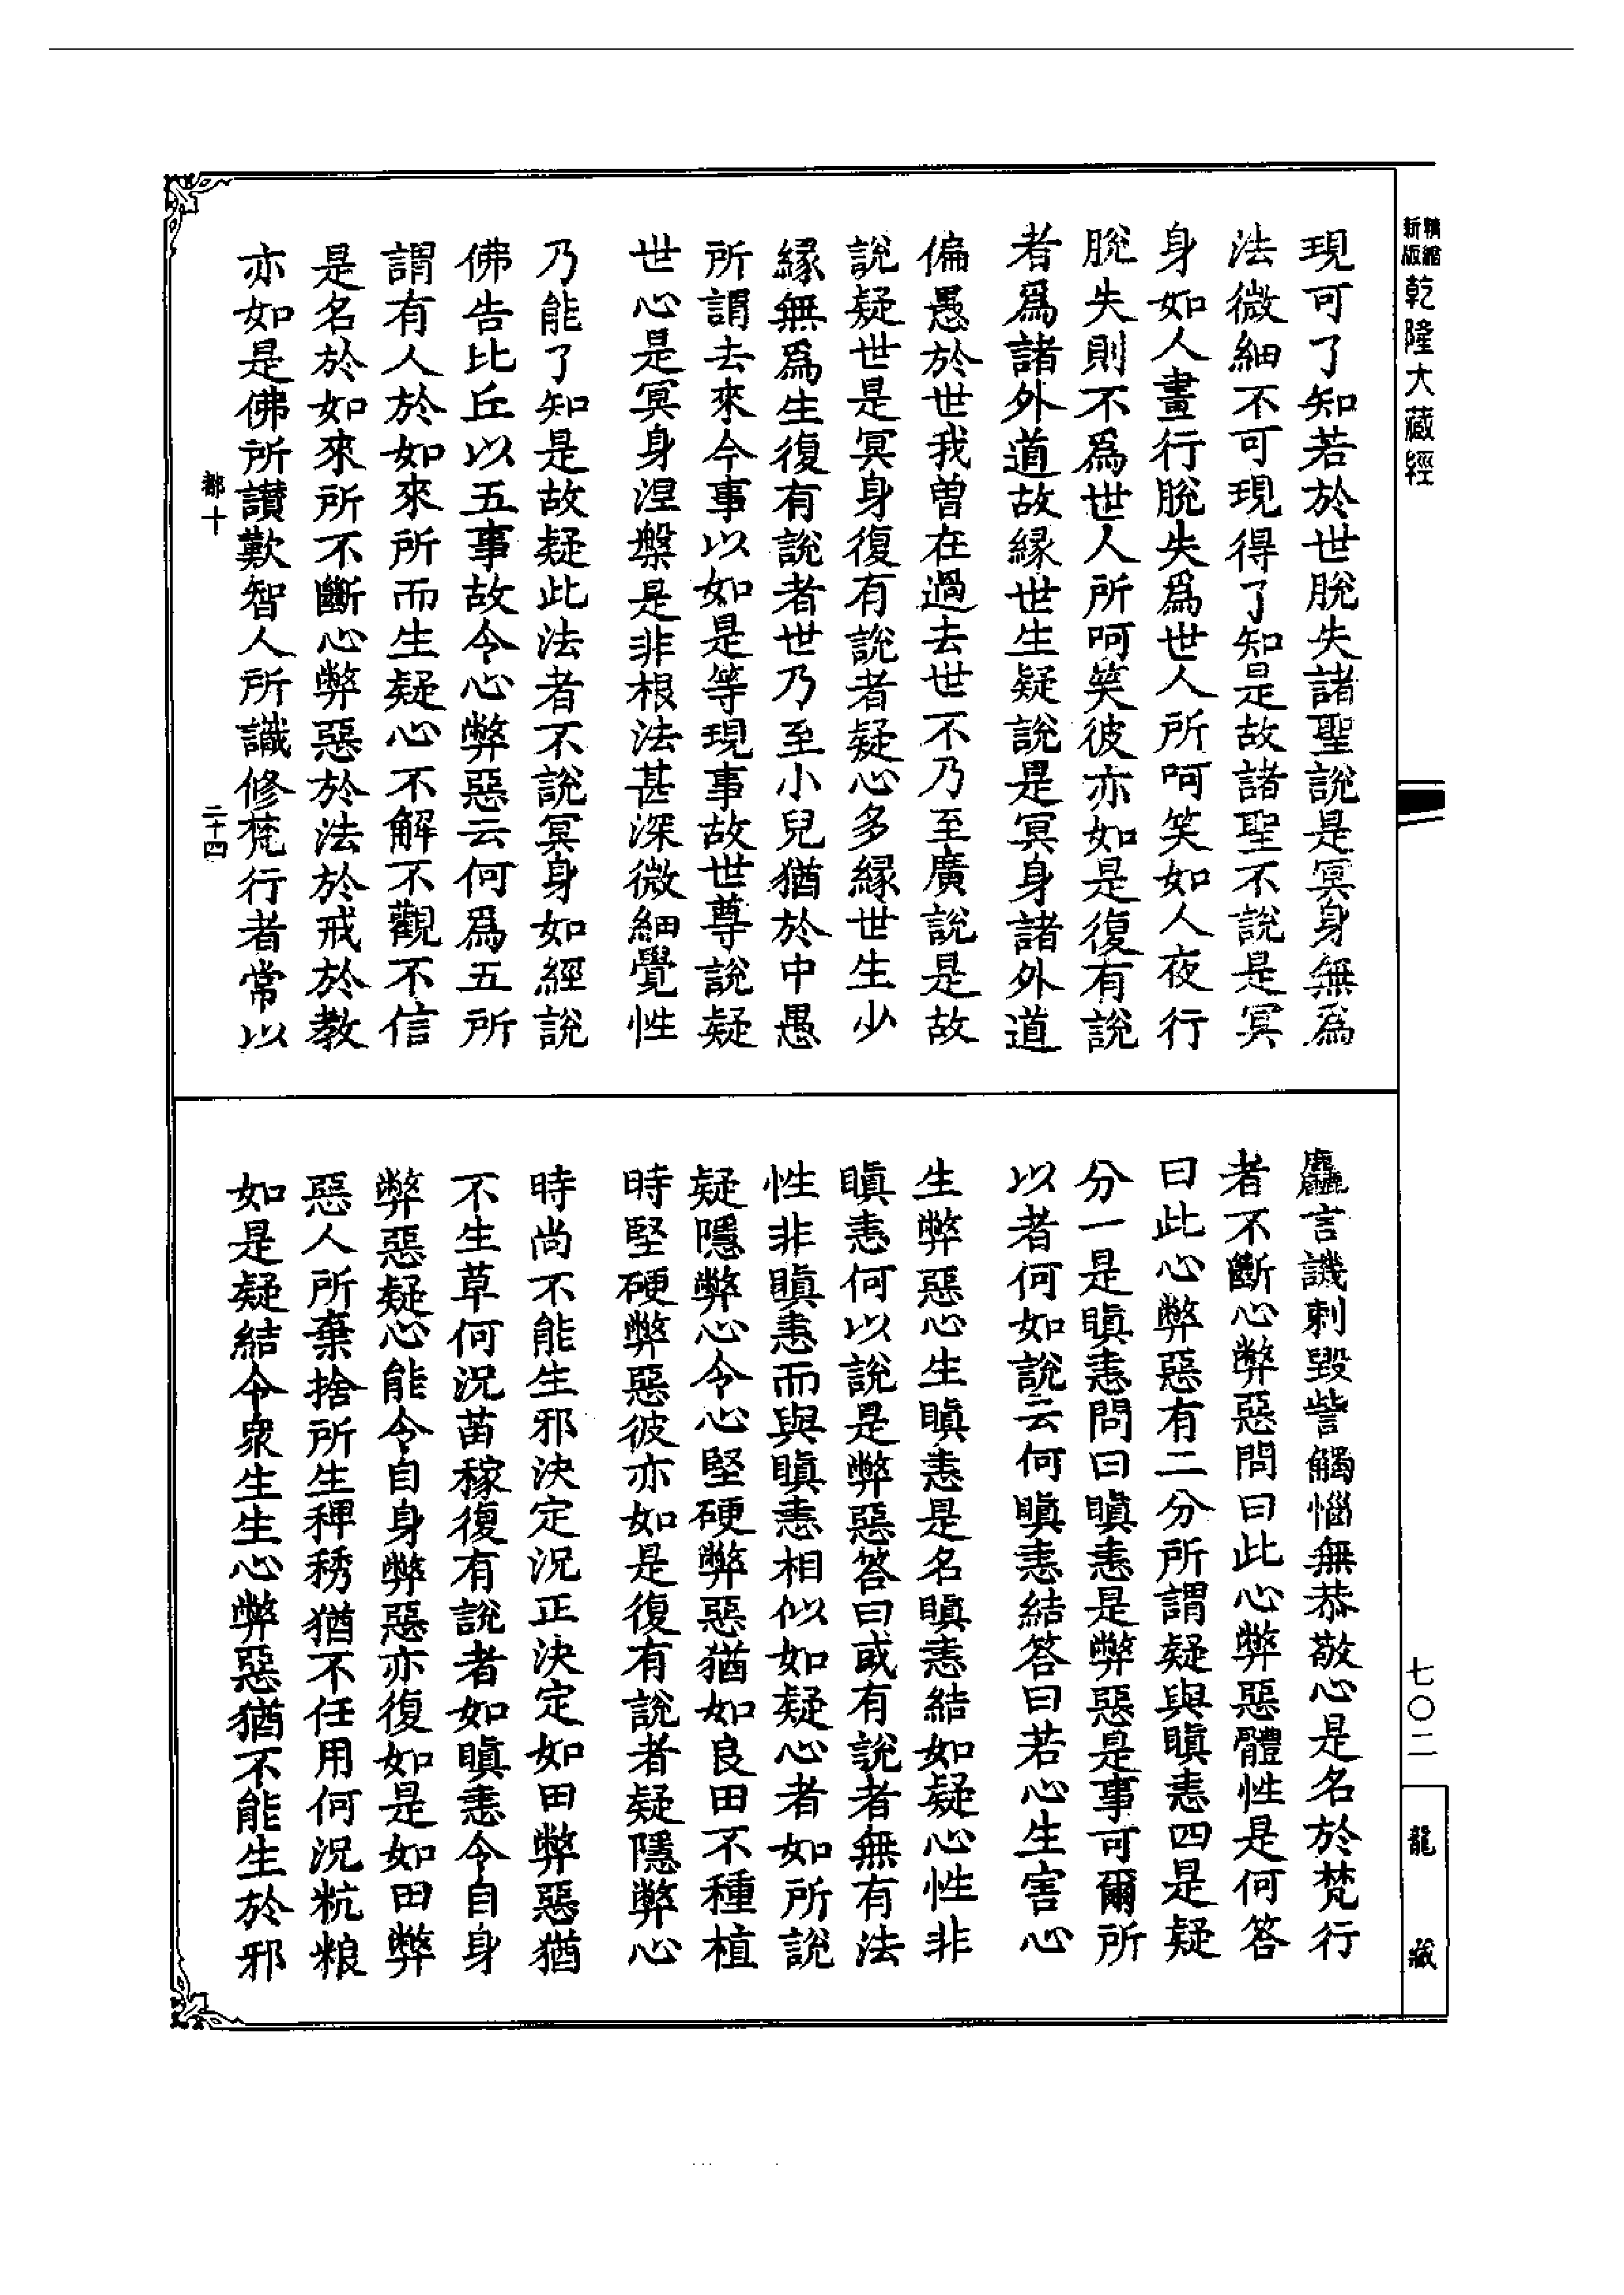 精縮新版乾隆大藏經
現可了知若於世脫失諸聖說是冥身無爲
法微細不可現得了知是故諸聖不說是冥
身如人晝行脫失爲世人所呵笑如人夜行
脫失則不爲世人所呵笑彼亦如是復有說
者爲諸外道故緣世生疑說是冥身諸外道
偏愚於世我曾在過去世不乃至廣說是故
說疑世是冥身復有說者疑心多緣世生少
緣無爲生復有說者世乃至小兒猶於中愚
所謂去來今事以如是等現事故世尊說疑
世心是冥身涅槃是非根法甚深微細覺性
乃能了知是故疑此法者不說冥身如經說
佛告比丘以五事故令心弊惡云何爲五所
謂有人於如來所而生疑心不解不觀不信
是名於如來所不斷心弊惡於法於戒於教
亦如是佛所讚歎智人所識修梵行者常以
都十
二十四
麤言譏刺毀訾觸惱無恭敬心是名於梵行
者不斷心弊惡問曰此心弊惡體性是何答
曰此心弊惡有二分所謂疑與瞋恚四是疑
分一是瞋恚問曰瞋恚是弊惡是事可爾所
以者何如說云何瞋恚結答曰若心生害心
生弊惡心生瞋恚是名瞋恚結如疑心性非
瞋恚何以說是弊惡答曰或有說者無有法
性非瞋恚而與瞋恚相似如疑心者如所說
疑隱弊心令心堅硬弊惡猶如良田不種植
時堅硬弊惡彼亦如是復有說者疑隱弊心
時尚不能生邪決定況正決定如田弊惡猶
不生草何況苗稼復有說者如瞋恚令自身
弊惡疑心能令自身弊惡亦復如是如田弊
惡人所棄捨所生稗莠猶不任用何況秔粮
如是疑結令衆生生心弊惡猶不能生於邪
七〇二
龍藏